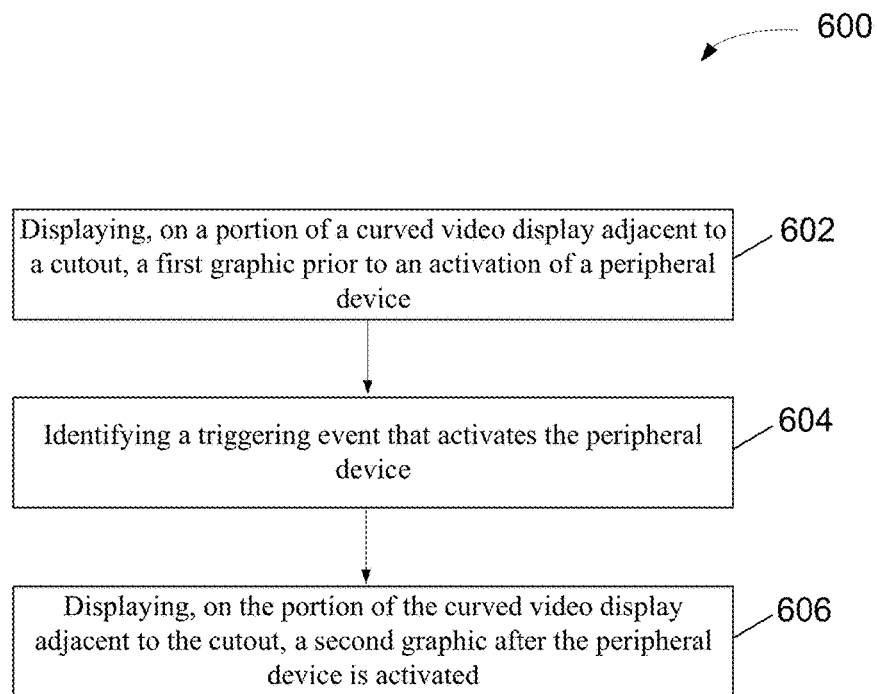 600
Displaying, on a portion of a curved video display adjacent to
a cutout, a first graphic prior to an activation of a peripheral
device
602
Identifying a triggering event that activates the peripheral
device
604
Displaying, on the portion of the curved video display
adjacent to the cutout, a second graphic after the peripheral
device is activated
606